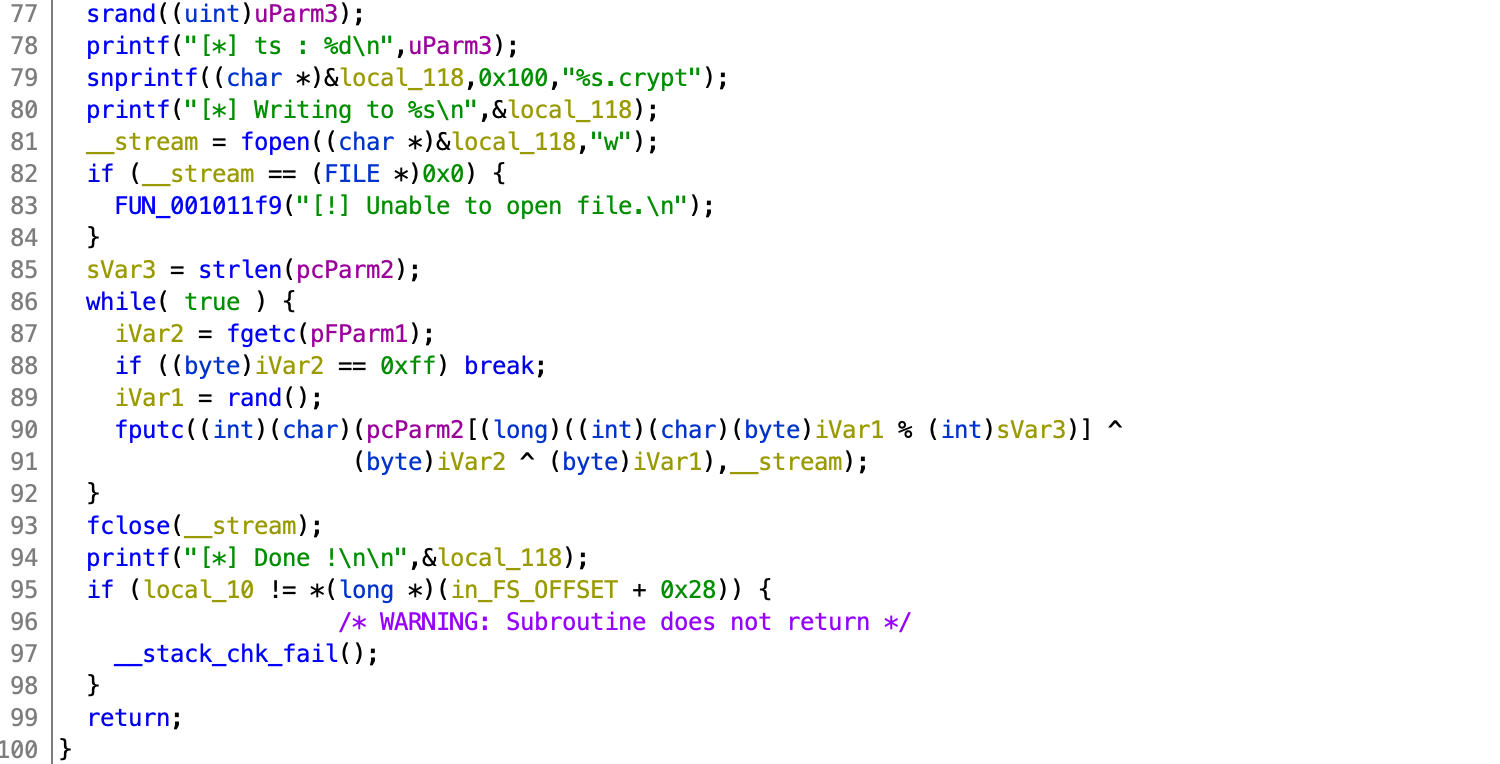 77 srand((uint)uParm3);
78 printf("[*] ts : %d\n",uParm3);
79 snprintf((char *)&local_118,0x100,"%s.crypt");
80 printf("[*] Writing to %s\n",&local_118);
81 __stream = fopen((char *)&local_118,"w");
82 if (__stream == (FILE *)0x0) {
83 FUN_001011f9("[!] Unable to open file.\n");
84 }
85 sVar3 = strlen(pcParm2);
86 while( true ) {
87 iVar2 = fgetc(pFParm1);
88 if ((byte)iVar2 == 0xff) break;
89 iVar1 = rand();
90 fputc((int)(char)(pcParm2[(long)((int)(char)(byte)iVar1 % (int)sVar3)] ^
91 (byte)iVar2 ^ (byte)iVar1),__stream);
92 }
93 fclose(__stream);
94 printf("[*] Done !\n\n",&local_118);
95 if (local_10 != *(long *)(in_FS_OFFSET + 0x28)) {
96 /* WARNING: Subroutine does not return */
97 __stack_chk_fail();
98 }
99 return;
100 }